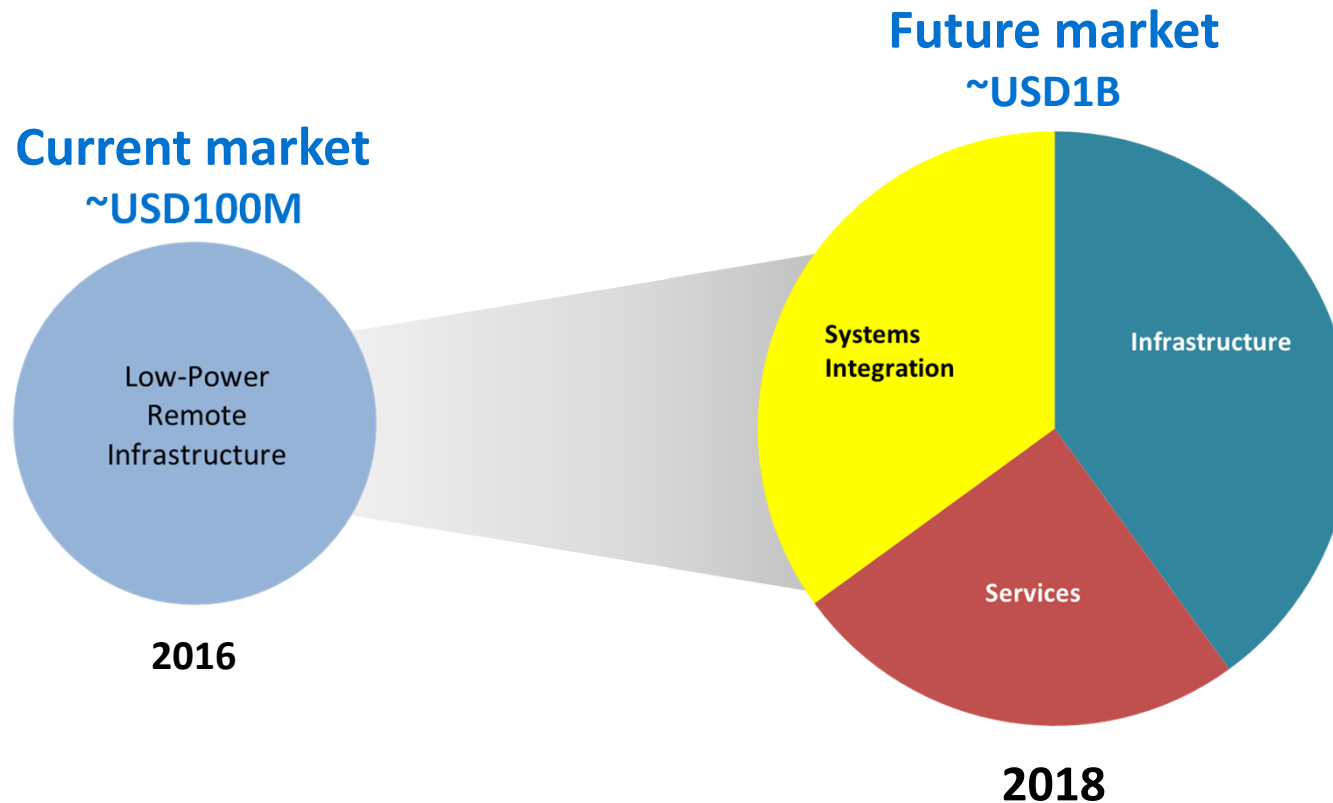 Current market
~USD100M
Low-Power
Remote
Infrastructure
2016
Future market
~USD1B
Systems
Integration
Infrastructure
Services
2018